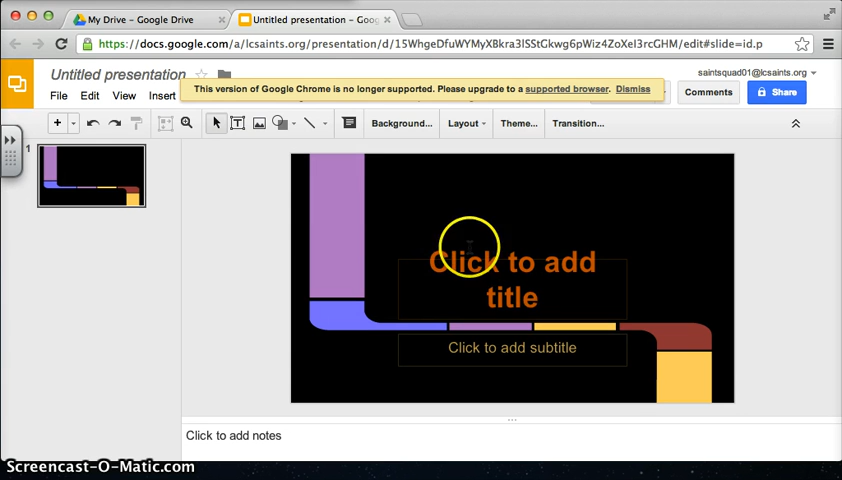 My Drive - Google Drive
Untitled presentation - Goog
https://docs.google.com/a/lcsaints.org/presentation/d/15WhgeDfuWYMyXBkra3lSStGkwg6pWiz4ZoXeI3rcGHM/edit#slide=id.p
Untitled presentation
saintsquad01@lcsaints.org
This version of Google Chrome is no longer supported. Please upgrade to a supported browser. Dismiss
File Edit View Insert
Comments
Share
Background...
Layout
Theme...
Transition...
1
Click to add
title
Click to add subtitle
Click to add notes
Screencast-O-Matic.com